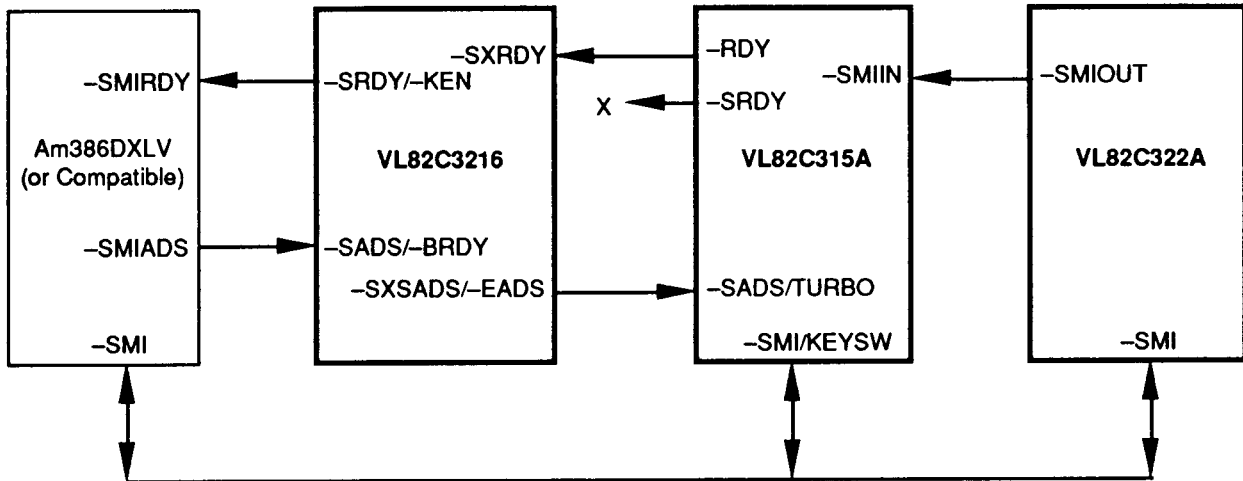 –SMIRDY
Am386DXLV
(or Compatible)
–SMIADS
–SMI
–SXRDY
–SRDY/–KEN
VL82C3216
–SADS/–BRDY
–SXSADS/–EADS
X
–RDY
–SMIIN
–SRDY
VL82C315A
–SADS/TURBO
–SMI/KEYSW
–SMIOUT
VL82C322A
–SMI